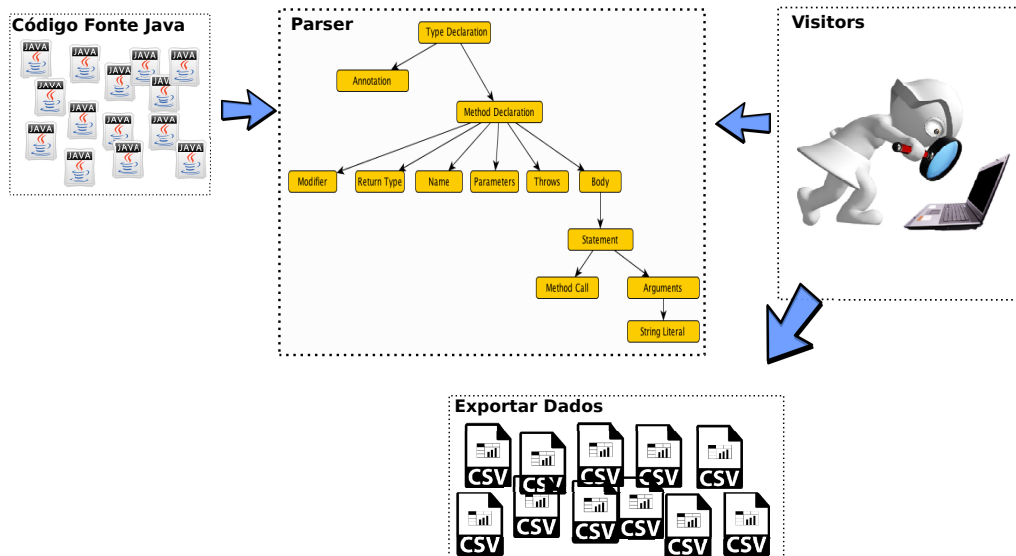 Código Fonte Java
JAVA
JAVA
JAVA
JAVA
JAVA
JAVA
JAVA
JAVA
JAVA
JAVA
JAVA
JAVA
JAVA
JAVA
Parser
Type Declaration
Annotation
Method Declaration
Modifier
Return Type
Name
Parameters
Throws
Body
Statement
Method Call
Arguments
String Literal
Visitors
Exportar Dados
CSV
CSV
CSV
CSV
CSV
CSV
CSV
CSV
CSV
CSV
CSV